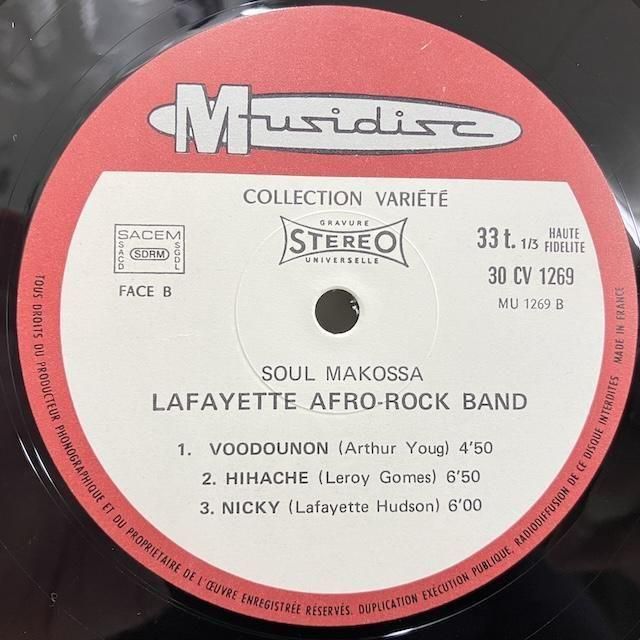 Musidisc
COLLECTION VARIÉTÉ
SACEM
SACD
SDRM
SGDL
GRAVURE
STEREO
UNIVERSELLE
33 t. 1/3 HAUTE FIDELITE
FACE B
30 CV 1269
MU 1269 B
SOUL MAKOSSA
LAFAYETTE AFRO-ROCK BAND
1. VOODOUNON (Arthur Youg) 4'50
2. HIHACHE (Leroy Gomes) 6'50
3. NICKY (Lafayette Hudson) 6'00
TOUS DROITS DU PRODUCTEUR PHONOGRAPHIQUE ET DU PROPRIETAIRE DE L'ŒUVRE ENREGISTRÉE RÉSERVÉS. DUPLICATION EXÉCUTION PUBLIQUE, RADIODIFFUSION DE CE DISQUE INTERDITES . MADE IN FRANCE